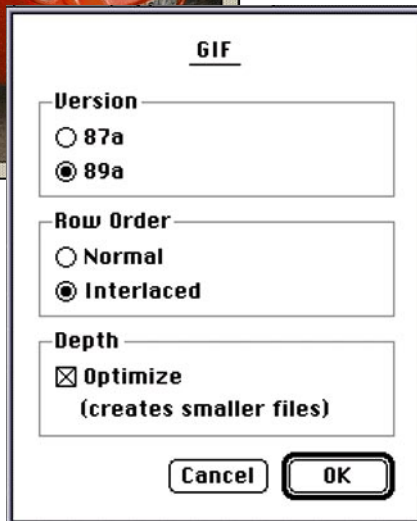 GIF
Version
87a
89a
Row Order
Normal
Interlaced
Depth
Optimize
(creates smaller files)
Cancel OK